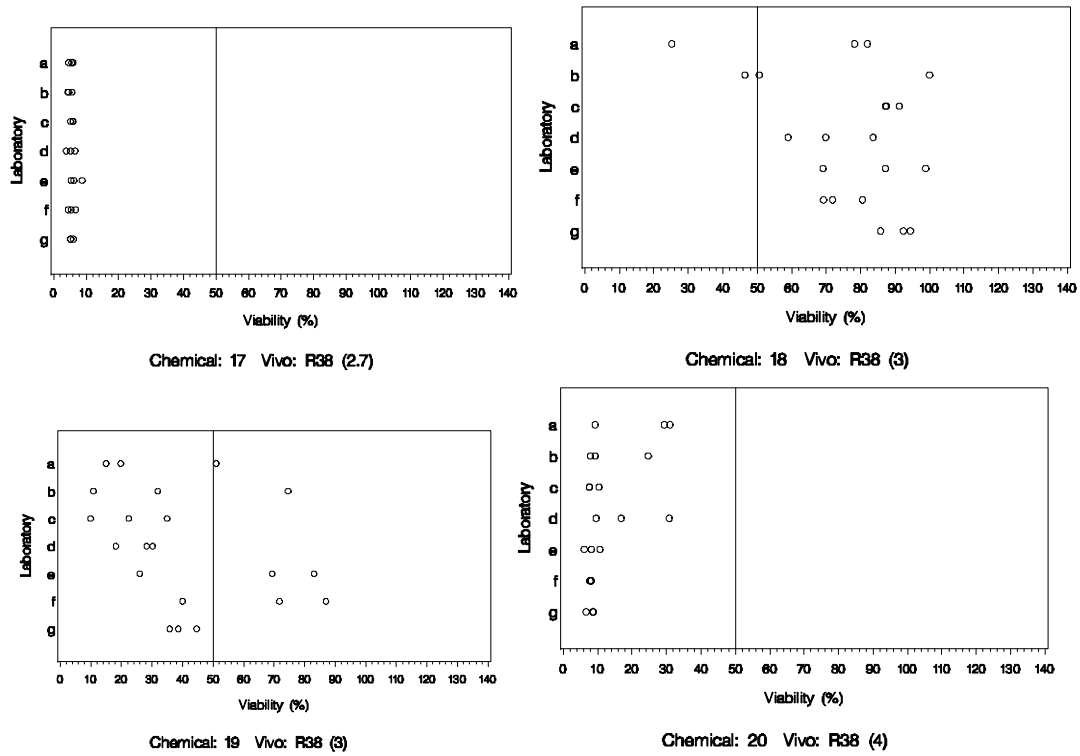 Laboratory
a
b
c
d
e
f
g
0 10 20 30 40 50 60 70 80 90 100 110 120 130 140
Viability (%)
Chemical: 17 Vivo: R38 (2.7)
Laboratory
a
b
c
d
e
f
g
0 10 20 30 40 50 60 70 80 90 100 110 120 130 140
Viability (%)
Chemical: 18 Vivo: R38 (3)
Laboratory
a
b
c
d
e
f
g
0 10 20 30 40 50 60 70 80 90 100 110 120 130 140
Viability (%)
Chemical: 19 Vivo: R38 (3)
Laboratory
a
b
c
d
e
f
g
0 10 20 30 40 50 60 70 80 90 100 110 120 130 140
Viability (%)
Chemical: 20 Vivo: R38 (4)